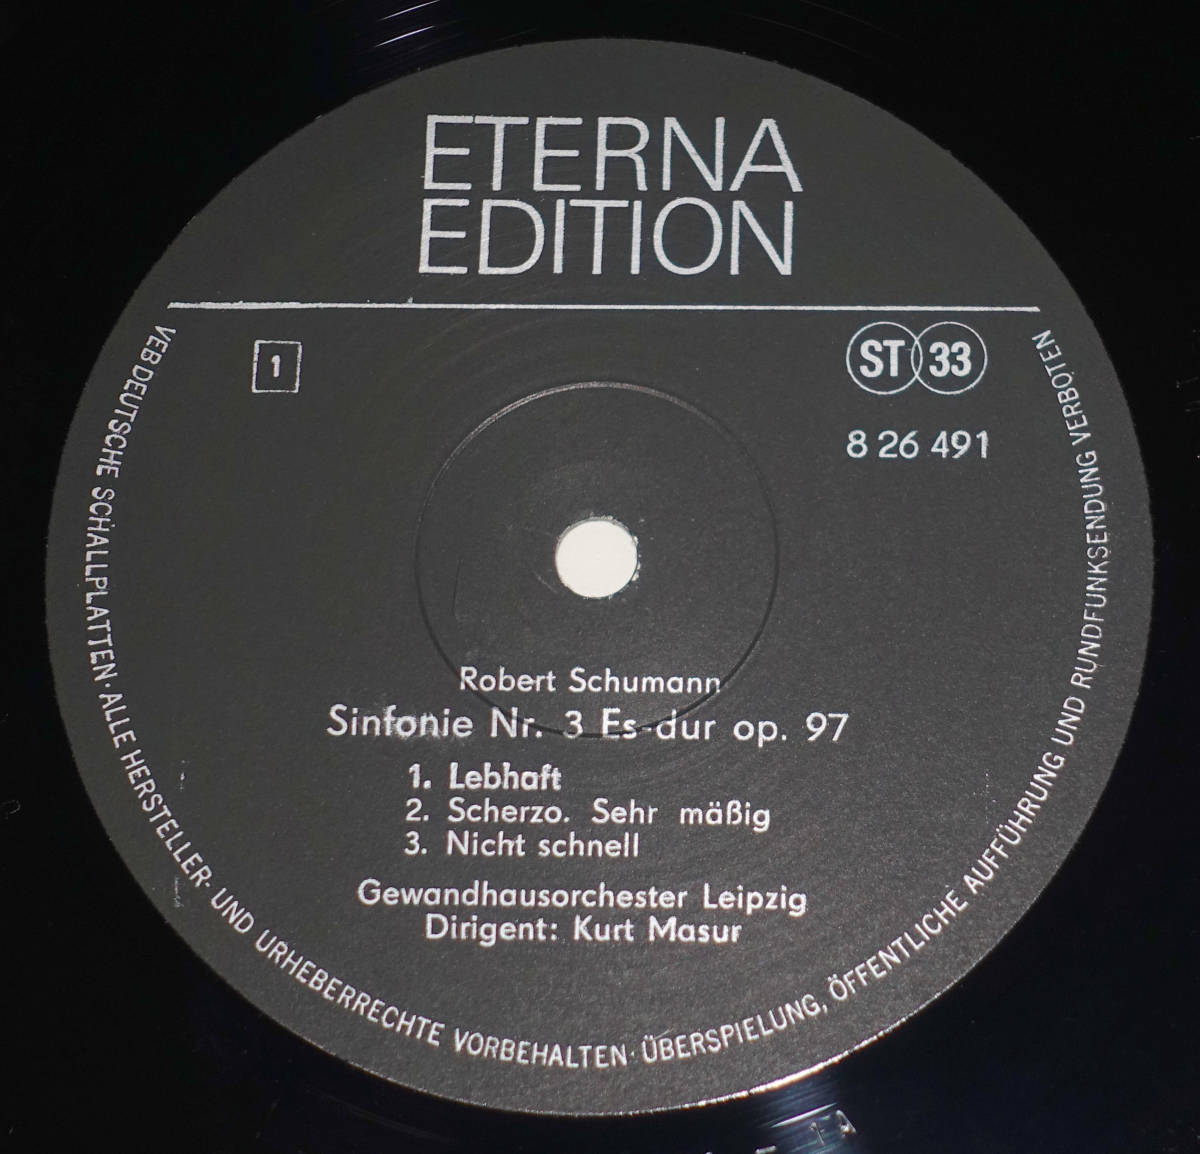 ETERNA
EDITION
1
ST 33
8 26 491
Robert Schumann
Sinfonie Nr. 3 Es-dur op. 97
1. Lebhaft
2. Scherzo. Sehr mäßig
3. Nicht schnell
Gewandhausorchester Leipzig
Dirigent: Kurt Masur
VEB DEUTSCHE SCHALLPLATTEN · ALLE HERSTELLER- UND URHEBERRECHTE VORBEHALTEN · ÜBERSPIELUNG, ÖFFENTLICHE AUFFÜHRUNG UND RUNDFUNKSENDUNG VERBOTEN